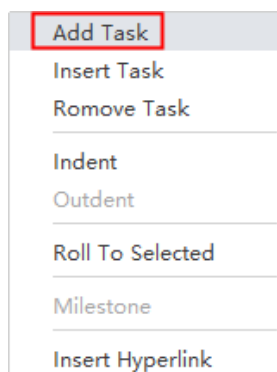 Add Task
Insert Task
Romove Task
Indent
Outdent
Roll To Selected
Milestone
Insert Hyperlink